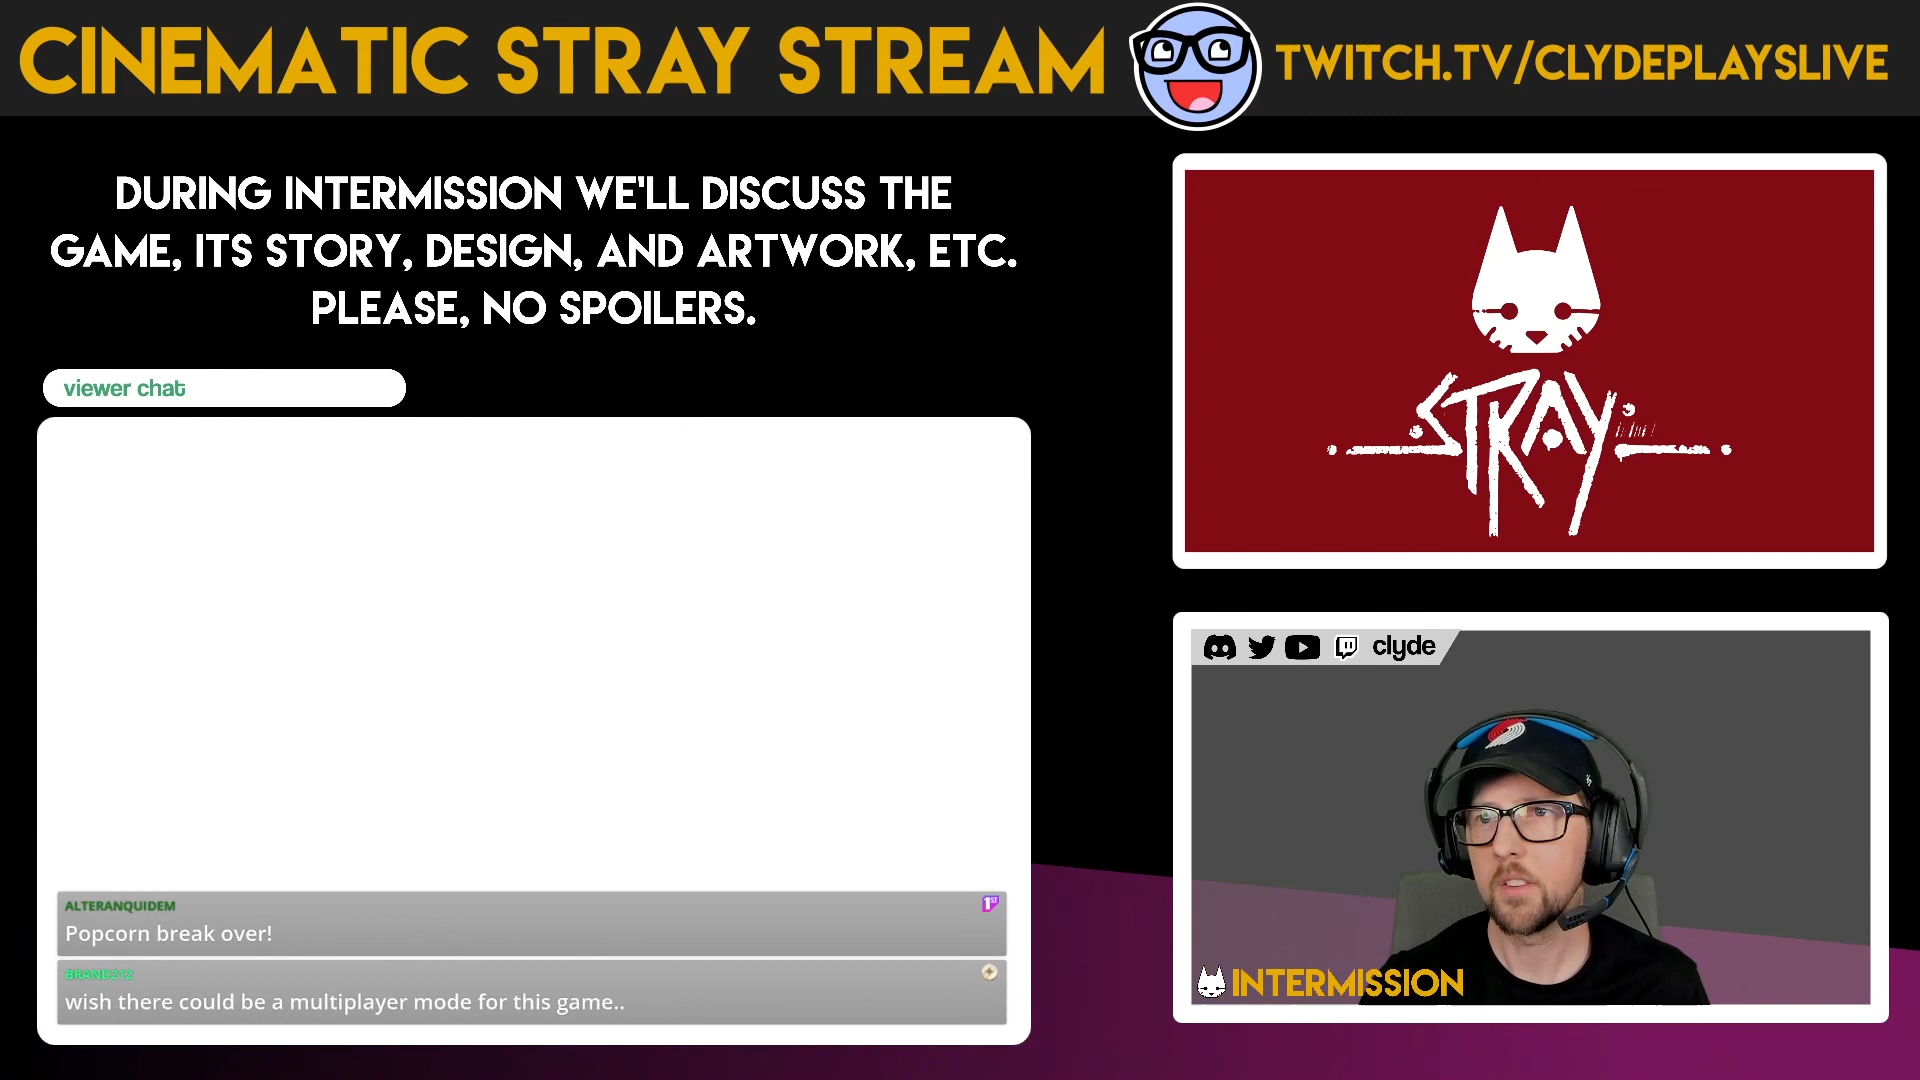 CINEMATIC STRAY STREAM
TWITCH.TV/CLYDEPLAYSLIVE
DURING INTERMISSION WE'LL DISCUSS THE
GAME, ITS STORY, DESIGN, AND ARTWORK, ETC.
PLEASE, NO SPOILERS.
viewer chat
ALTERANQUIDEM
1ST
Popcorn break over!
BRAND212
wish there could be a multiplayer mode for this game..
STRAY
clyde
INTERMISSION